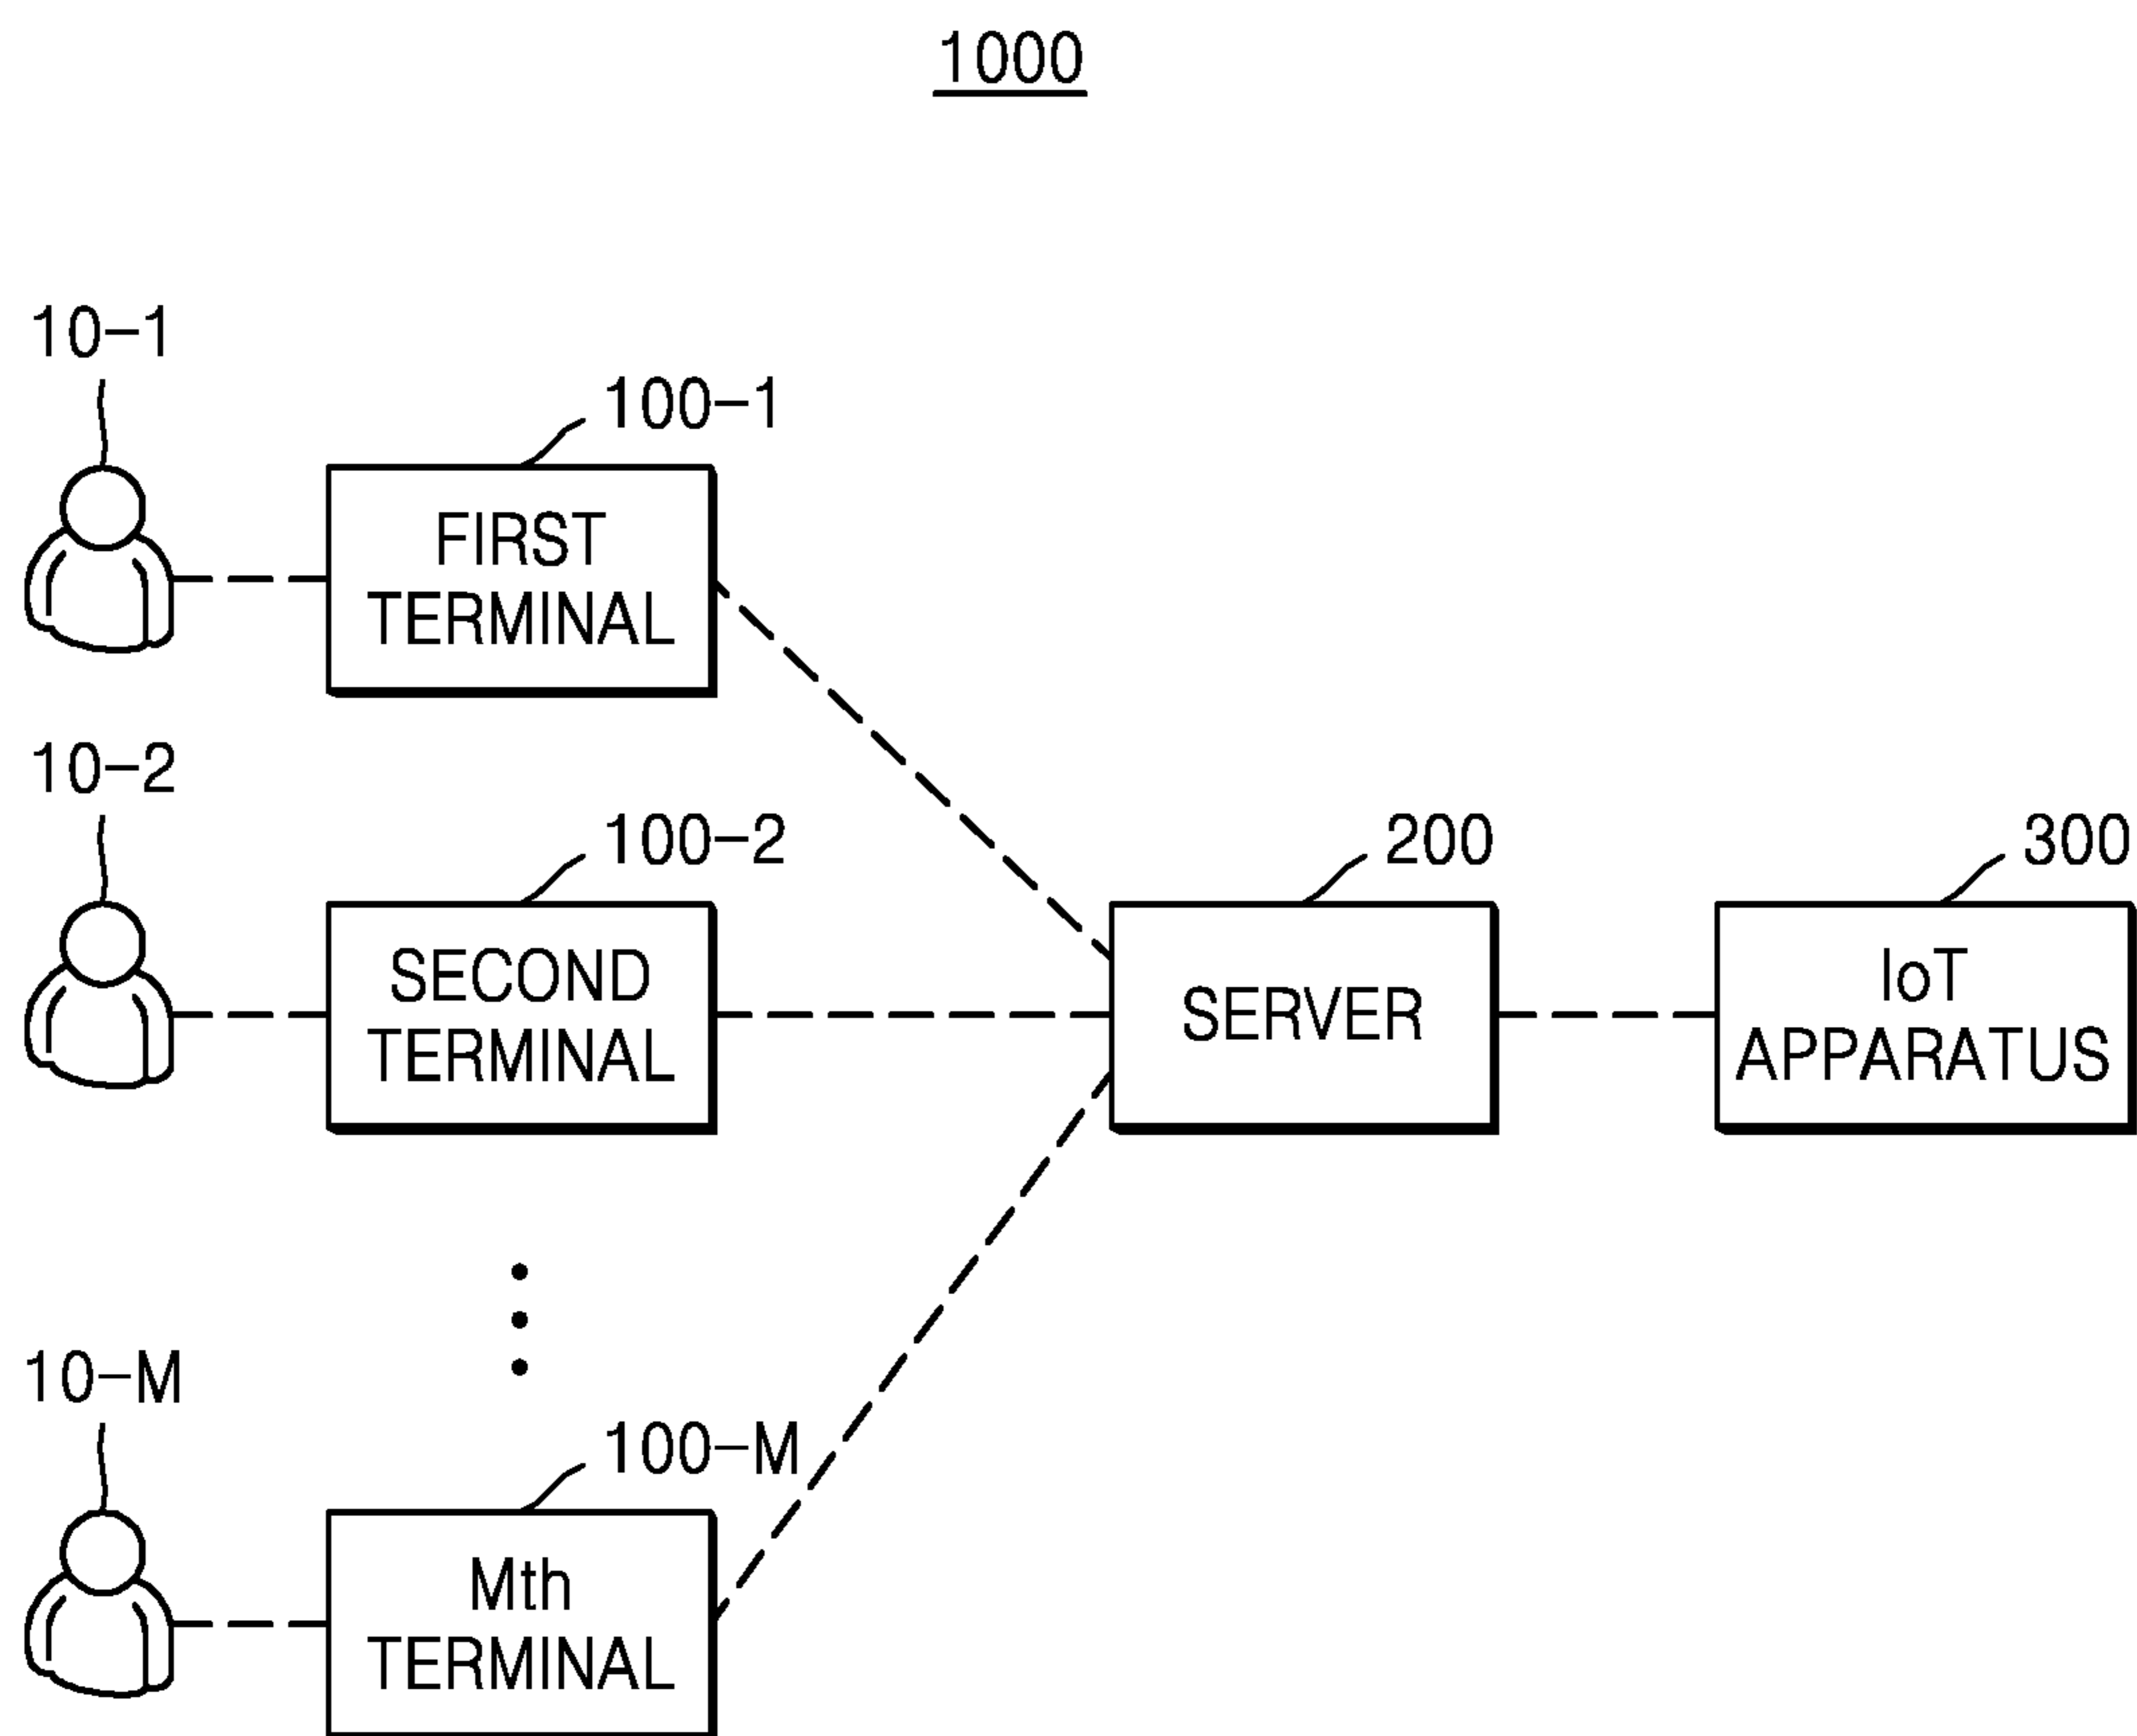 1000
10-1
100-1
FIRST
TERMINAL
10-2
100-2
SECOND
TERMINAL
200
SERVER
300
IoT
APPARATUS
10-M
100-M
Mth
TERMINAL